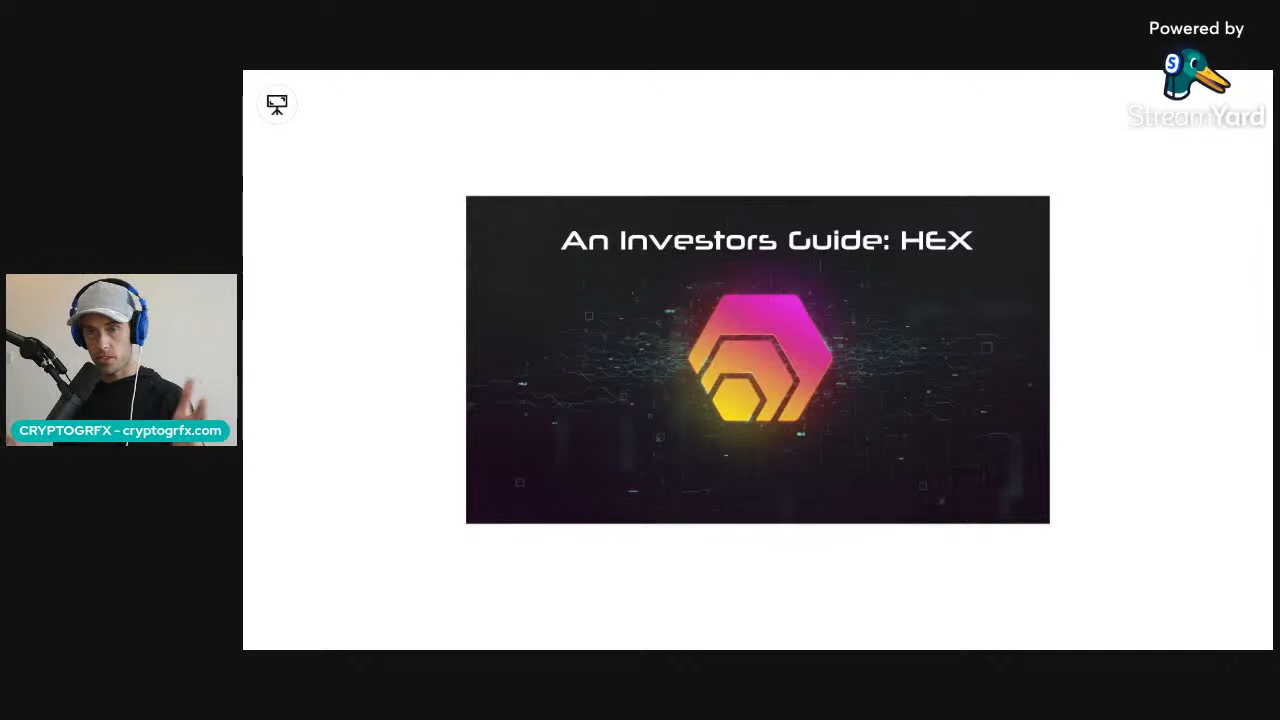 Powered by
S
StreamYard
An Investors Guide: HEX
CRYPTOGRFX - cryptogrfx.com